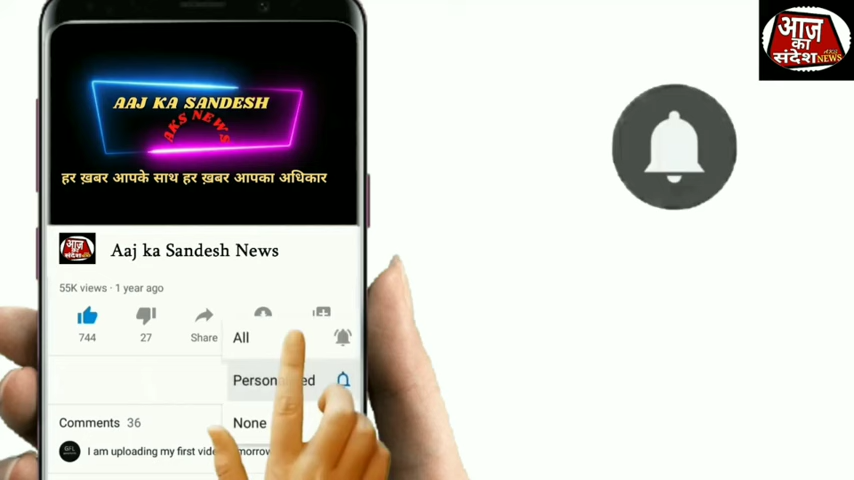 आज़
का
संदेश NEWS
AAJ KA SANDESH
AKS NEWS
हर ख़बर आपके साथ हर ख़बर आपका अधिकार
आज़
का
संदेश
Aaj ka Sandesh News
55K views · 1 year ago
744
27
Share
All
Comments 36
None
I am uploading my first